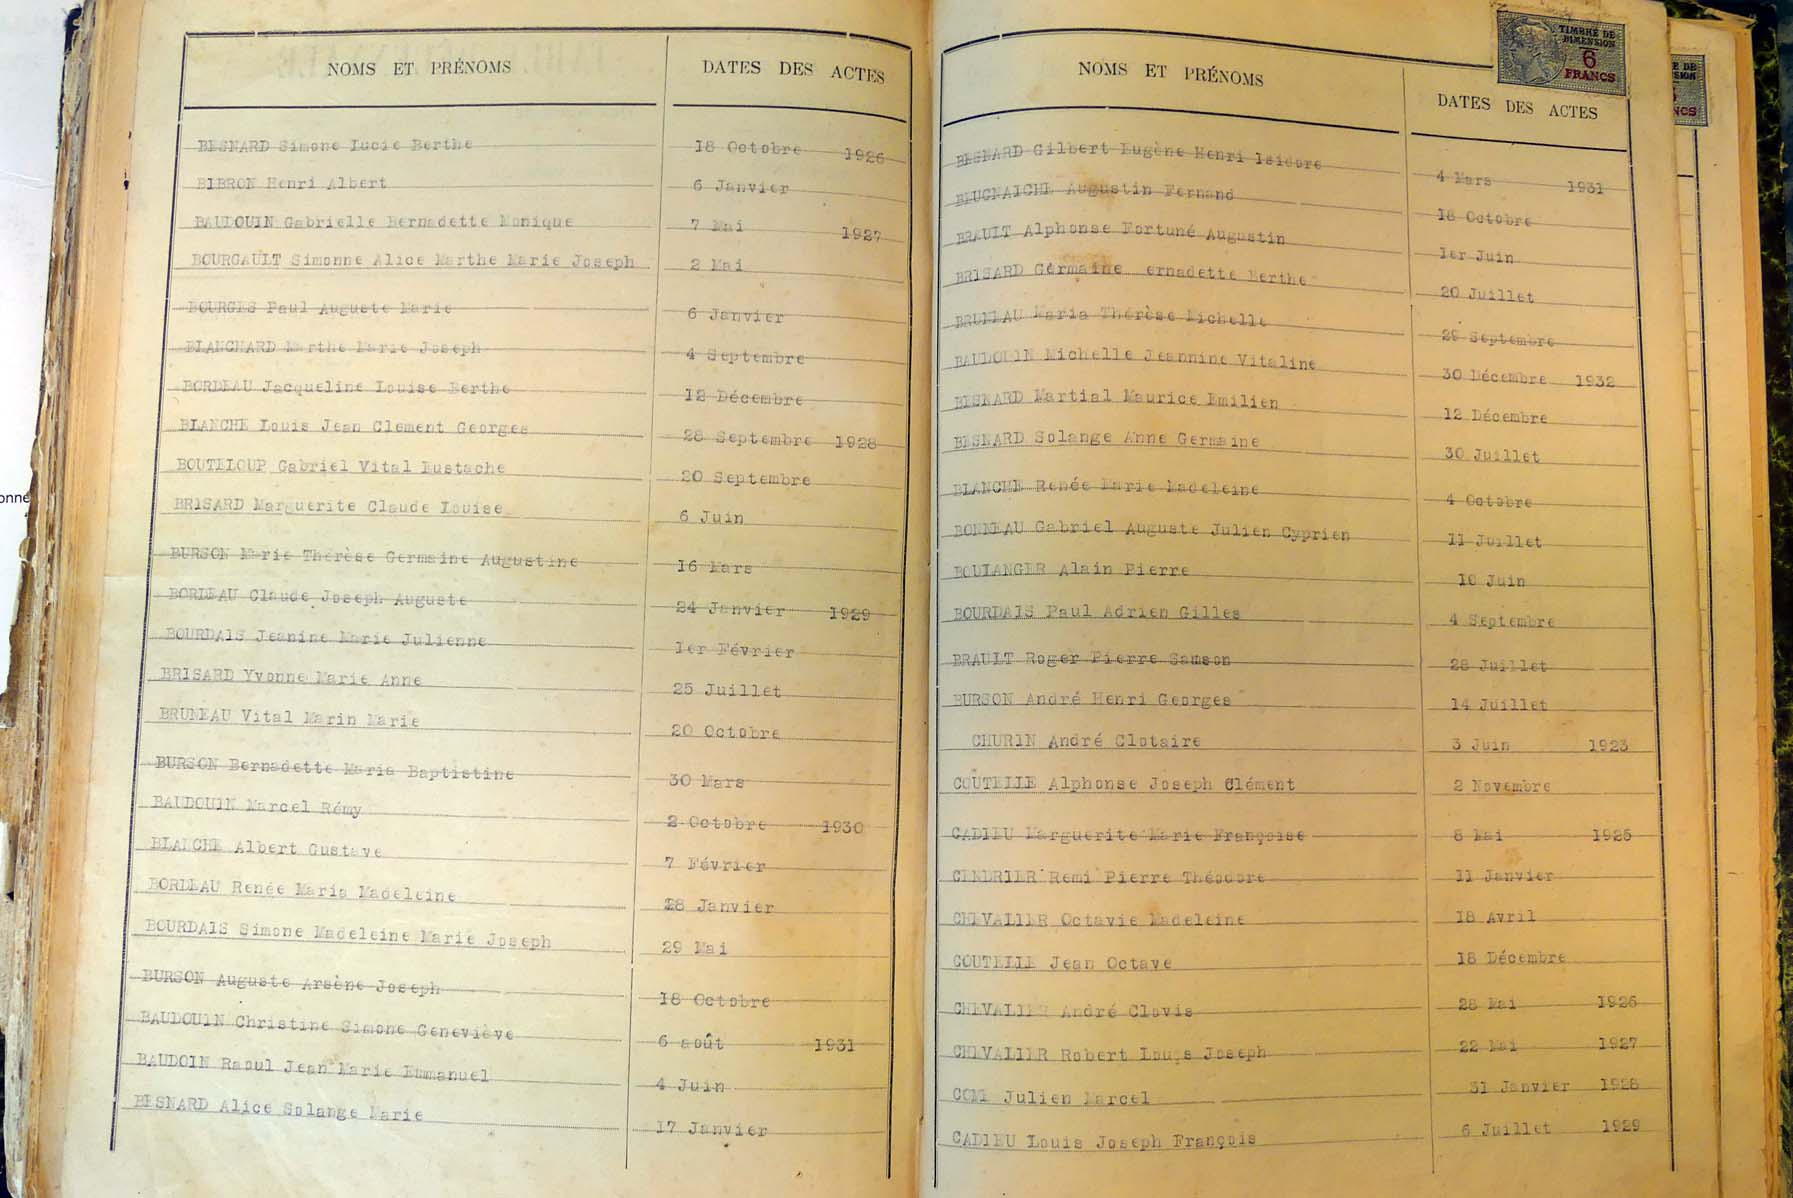 NOMS ET PRÉNOMS DATES DES ACTES
BESNARD Simone Lucie Berthe 18 Octobre 1926
BIBRON Henri Albert 6 Janvier
BAUDOUIN Gabrielle Bernadette Monique 7 Mai 1927
BOURGAULT Simonne Alice Marthe Marie Joseph 2 Mai
BOURGES Paul Auguste Marie 6 Janvier
BLANCHARD Marthe Marie Joseph 4 Septembre
BORDEAU Jacqueline Louise Berthe 12 Décembre
BLANCHE Louis Jean Clement Georges 28 Septembre 1928
BOUTELOUP Gabriel Vital Eustache 20 Septembre
BRISARD Marguerite Claude Louise 6 Juin
BURSON Marie Thérèse Germaine Augustine 16 Mars
BORDEAU Claude Joseph Auguste 24 Janvier 1929
BOURDAIS Jeanine Marie Julienne 1er Février
BRISARD Yvonne Marie Anne 25 Juillet
BRUNEAU Vital Marin Marie 20 Octobre
BURSON Bernadette Maria Baptistine 30 Mars
BAUDOUIN Marcel Rémy 2 Octobre 1930
BLANCHE Albert Gustave 7 Février
BORDEAU Renée Maria Madeleine 28 Janvier
BOURDAIS Simone Madeleine Marie Joseph 29 Mai
BURSON Auguste Arsène Joseph 18 Octobre
BAUDOUIN Christine Simone Geneviève 6 août 1931
BAUDOIN Raoul Jean Marie Emmanuel 4 Juin
BESNARD Alice Solange Marie 17 Janvier
NOMS ET PRÉNOMS DATES DES ACTES
TIMBRE DE
DIMENSION
6
FRANCS
BESNARD Gilbert Eugène Henri Isidore 4 Mars 1931
BEUGNAICHE Augustin Fernand 18 Octobre
BRAULT Alphonse Fortuné Augustin 1er Juin
BRISARD Germaine ernadette Berthe 20 Juillet
BRUNEAU Maria Thérèse Michelle 29 Septembre
BAUDOUIN Michelle Jeannine Vitaline 30 Décembre 1932
BESNARD Martial Maurice Emilien 12 Décembre
BESNARD Solange Anne Germaine 30 Juillet
BLANCHE Renée Marie Madeleine 4 Octobre
BONNEAU Gabriel Auguste Julien Cyprien 11 Juillet
BOULANGER Alain Pierre 10 Juin
BOURDAIS Paul Adrien Gilles 4 Septembre
BRAULT Roger Pierre Samson 28 Juillet
BURSON André Henri Georges 14 Juillet
CHURIN André Clotaire 3 Juin 1923
COUTELLE Alphonse Joseph Clément 2 Novembre
CADIEU Marguerite Marie Françoise 8 Mai 1925
CENDRIER Remi Pierre Théodore 11 Janvier
CHEVALIER Octavie Madeleine 18 Avril
COUTELLE Jean Octave 18 Décembre
CHEVALIER André Clovis 28 Mai 1926
CHEVALIER Robert Louis Joseph 22 Mai 1927
COME Julien Marcel 31 Janvier 1928
CADIEU Louis Joseph François 6 Juillet 1929